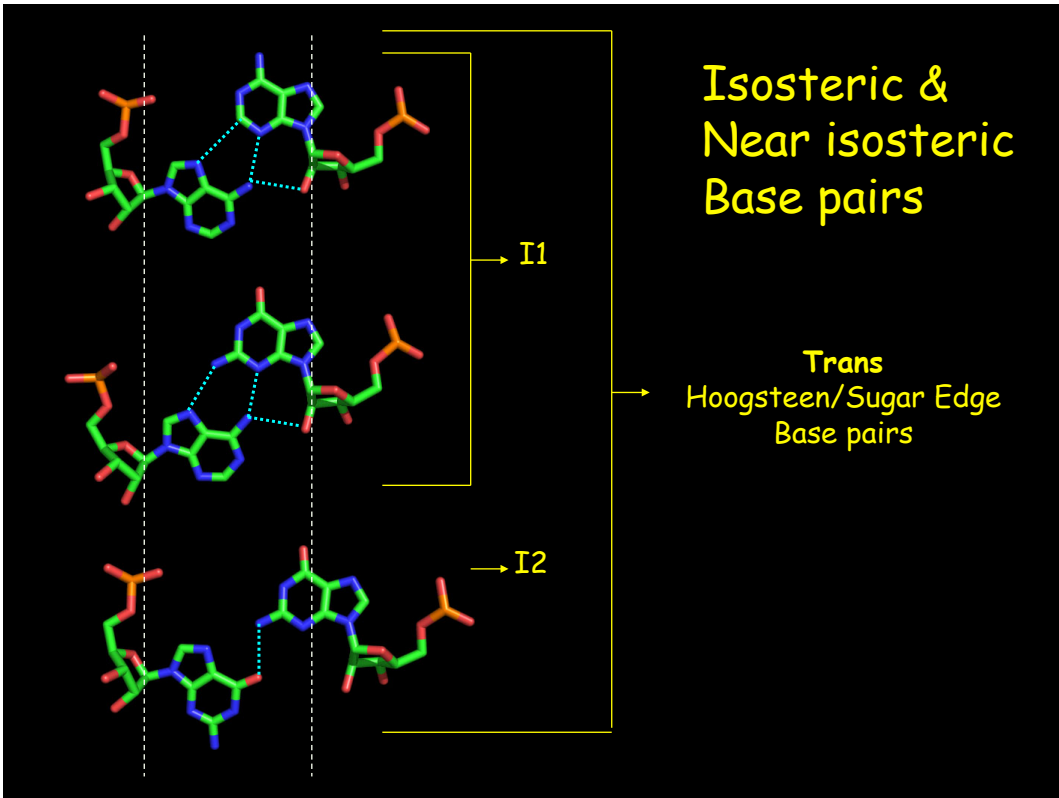 Isosteric &
Near isosteric
Base pairs
I1
Trans
Hoogsteen/Sugar Edge
Base pairs
I2